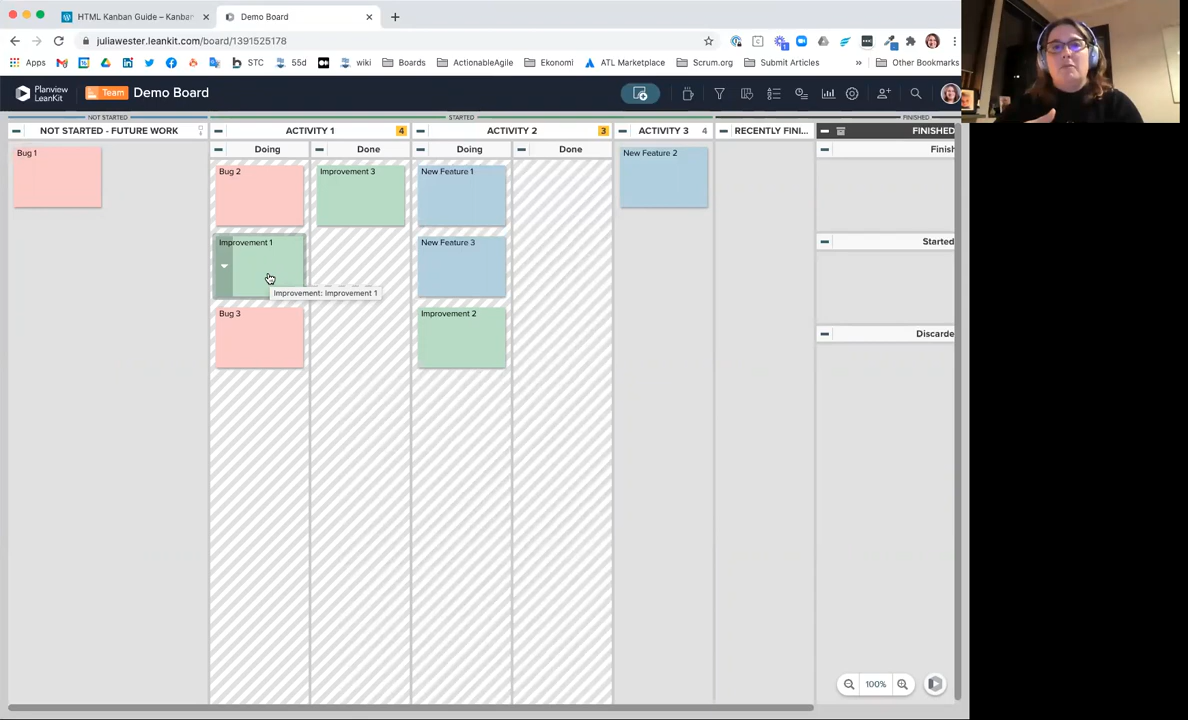 HTML Kanban Guide – Kanban
Demo Board
juliawester.leankit.com/board/1391525178
Apps
STC
55d
wiki
Boards
ActionableAgile
Ekonomi
ATL Marketplace
Scrum.org
Submit Articles
»
Other Bookmarks
Planview
LeanKit
Team
Demo Board
NOT STARTED
STARTED
FINISHED
NOT STARTED - FUTURE WORK
ACTIVITY 1
4
ACTIVITY 2
3
ACTIVITY 3
4
RECENTLY FINI...
FINISHED
Doing
Done
Doing
Done
Finish
Bug 1
Bug 2
Improvement 3
New Feature 1
New Feature 2
Improvement 1
New Feature 3
Started
Improvement: Improvement 1
Bug 3
Improvement 2
Discarde
100%